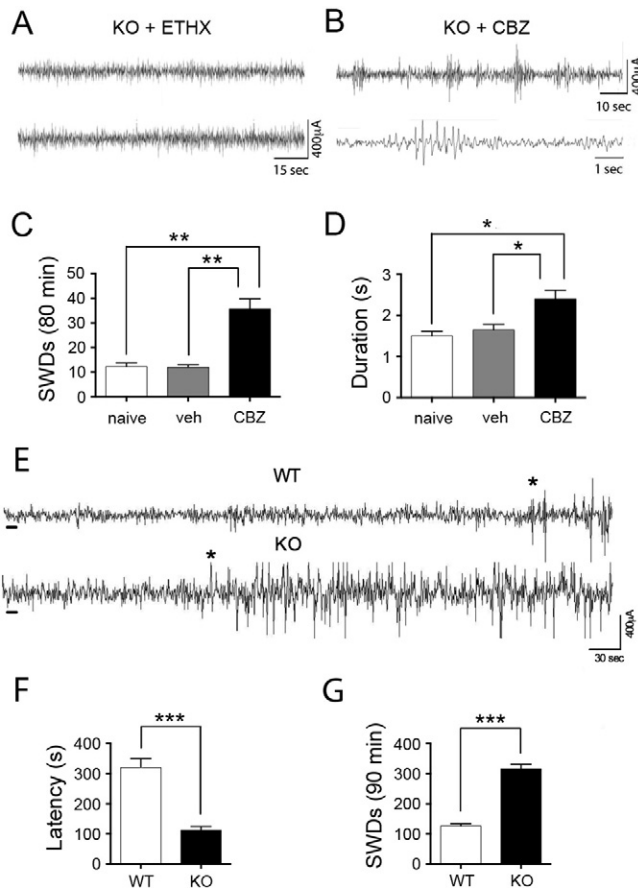 A KO + ETHX
B KO + CBZ
400µA
10 sec
400µA
15 sec
1 sec
C
**
**
SWDs (80 min)
50
40
30
20
10
0
naive veh CBZ
D
*
*
Duration (s)
3
2
1
0
naive veh CBZ
E
WT
*
KO
*
400µA
30 sec
F
***
Latency (s)
400
300
200
100
0
WT KO
G
***
SWDs (90 min)
400
300
200
100
0
WT KO